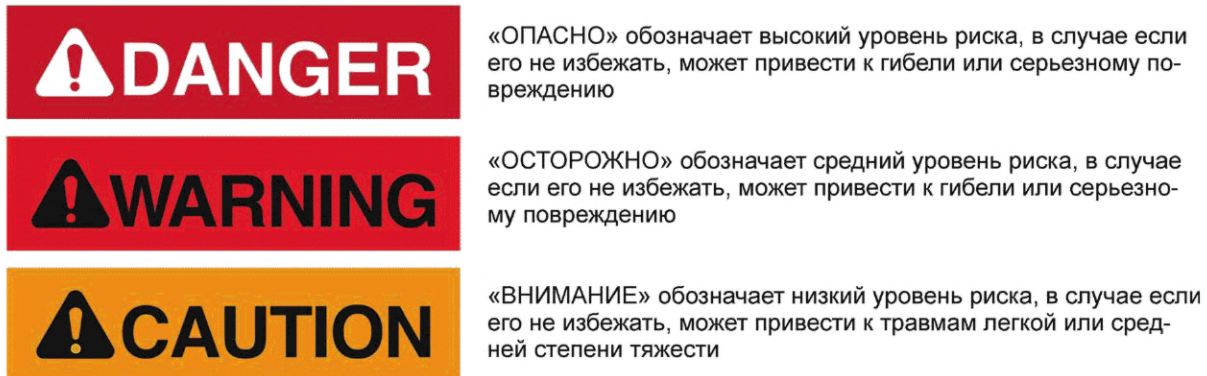 DANGER
«ОПАСНО» обозначает высокий уровень риска, в случае если
его не избежать, может привести к гибели или серьезному по-
вреждению
WARNING
«ОСТОРОЖНО» обозначает средний уровень риска, в случае
если его не избежать, может привести к гибели или серьезно-
му повреждению
CAUTION
«ВНИМАНИЕ» обозначает низкий уровень риска, в случае если
его не избежать, может привести к травмам легкой или сред-
ней степени тяжести